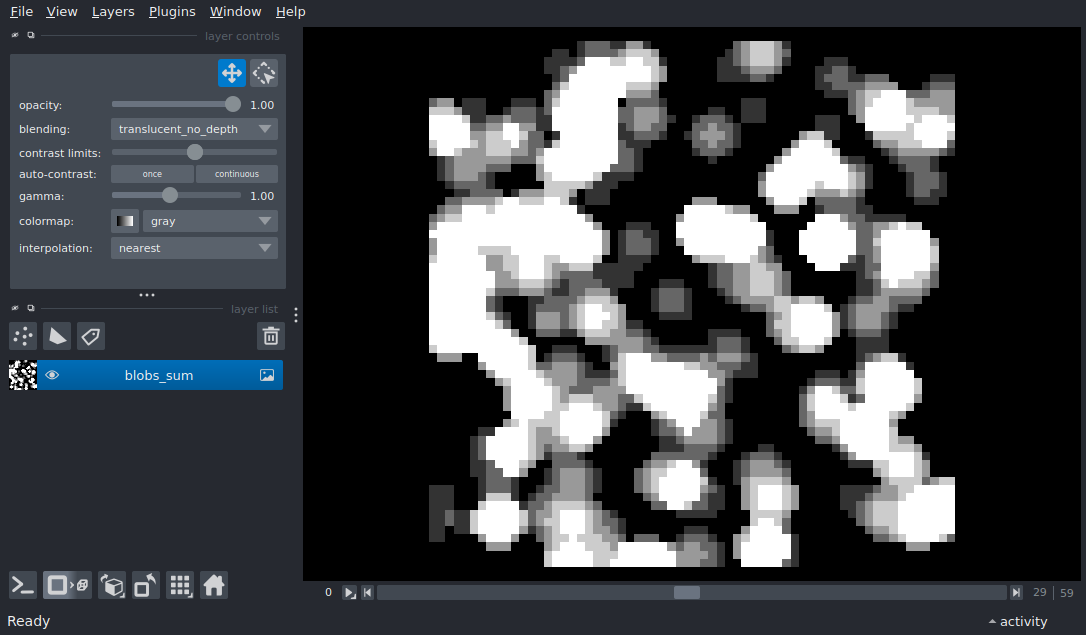 File View Layers Plugins Window Help
layer controls
opacity: 1.00
blending: translucent_no_depth
contrast limits:
auto-contrast: once continuous
gamma: 1.00
colormap: gray
interpolation: nearest
layer list
blobs_sum
0 29 59
Ready activity